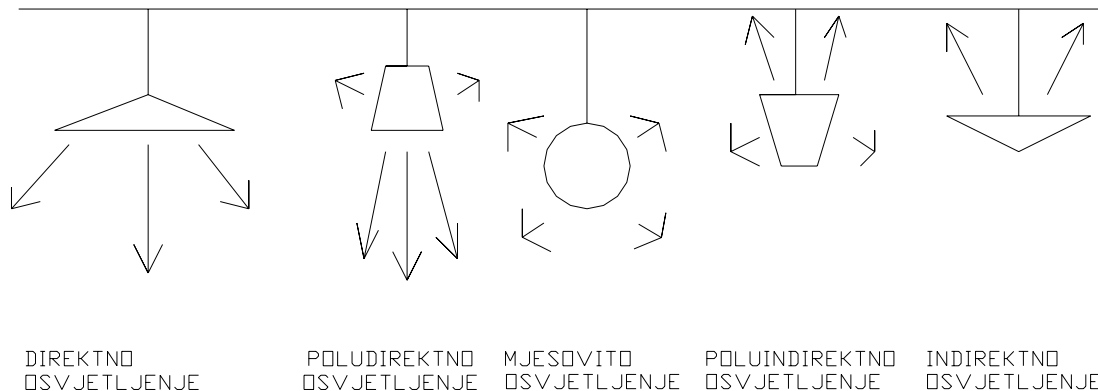 DIREKTNO
OSVJETLJENJE
POLUDIREKTNO
OSVJETLJENJE
MJESOVITO
OSVJETLJENJE
POLUINDIREKTNO
OSVJETLJENJE
INDIREKTNO
OSVJETLJENJE